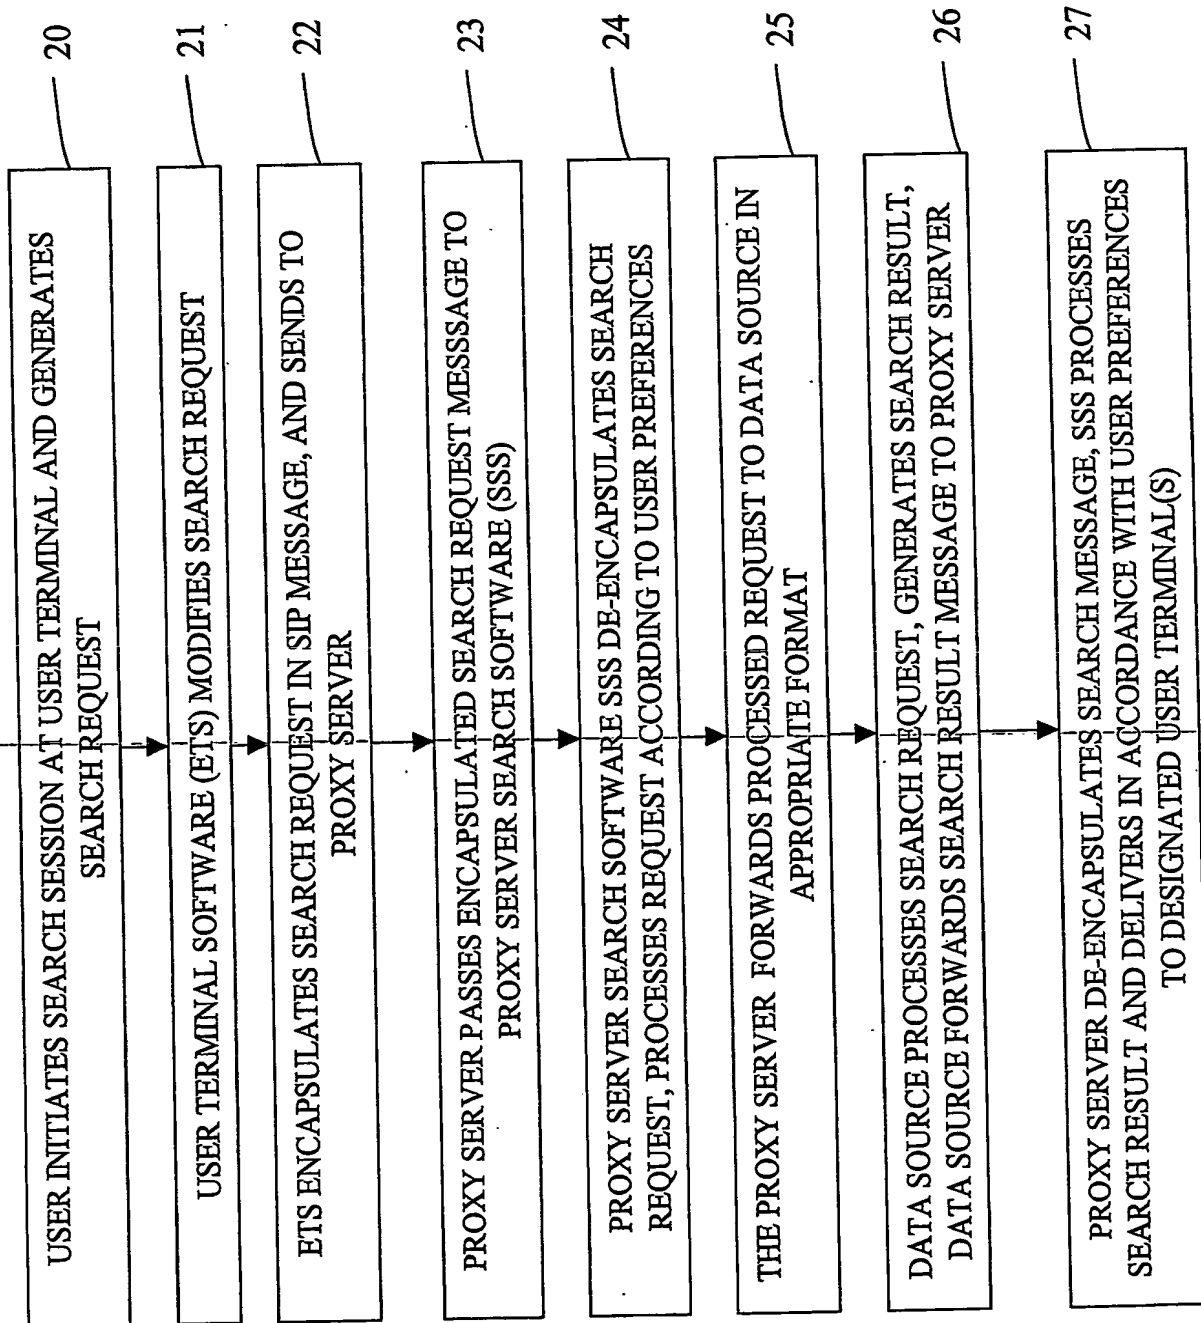 USER INITIATES SEARCH SESSION AT USER TERMINAL AND GENERATES
SEARCH REQUEST
20
USER TERMINAL SOFTWARE (ETS) MODIFIES SEARCH REQUEST
21
ETS ENCAPSULATES SEARCH REQUEST IN SIP MESSAGE, AND SENDS TO
PROXY SERVER
22
PROXY SERVER PASSES ENCAPSULATED SEARCH REQUEST MESSSAGE TO
PROXY SERVER SEARCH SOFTWARE (SSS)
23
PROXY SERVER SEARCH SOFTWARE SSS DE-ENCAPSULATES SEARCH
REQUEST, PROCESSES REQUEST ACCORDING TO USER PREFERENCES
24
THE PROXY SERVER FORWARDS PROCESSED REQUEST TO DATA SOURCE IN
APPROPRIATE FORMAT
25
DATA SOURCE PROCESSES SEARCH REQUEST, GENERATES SEARCH RESULT,
DATA SOURCE FORWARDS SEARCH RESULT MESSAGE TO PROXY SERVER
26
PROXY SERVER DE-ENCAPSULATES SEARCH MESSAGE, SSS PROCESSES
SEARCH RESULT AND DELIVERS IN ACCORDANCE WITH USER PREFERENCES
TO DESIGNATED USER TERMINAL(S)
27